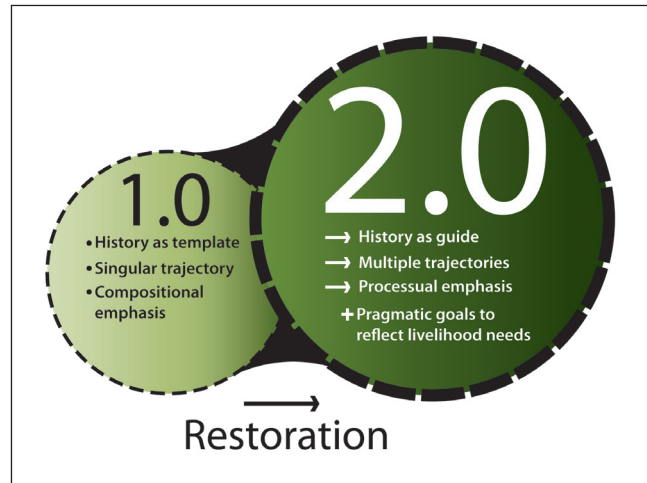 1.0
• History as template
• Singular trajectory
• Compositional
emphasis
2.0
→ History as guide
→ Multiple trajectories
→ Processual emphasis
+ Pragmatic goals to
reflect livelihood needs
→
Restoration